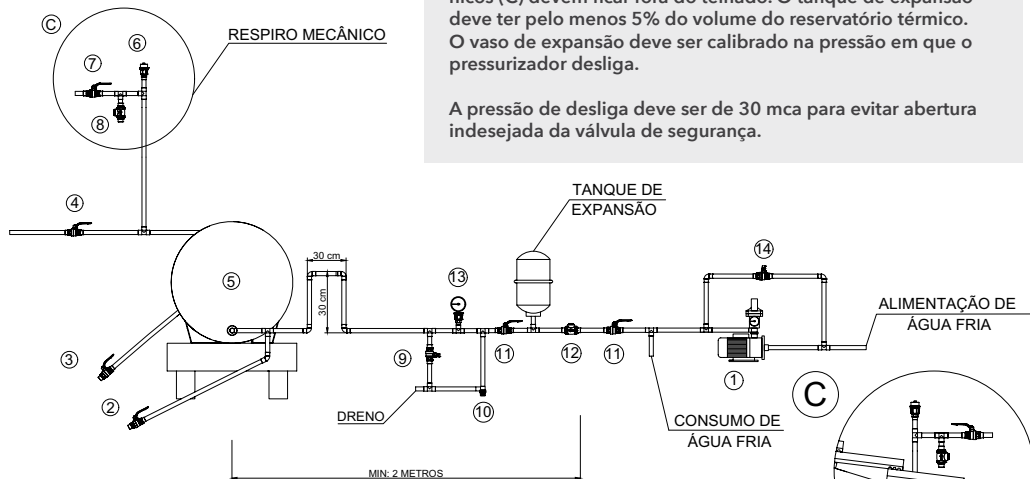 nicos (C) devem ficar fora do telhado. O tanque de expansão
deve ter pelo menos 5% do volume do reservatório térmico.
O vaso de expansão deve ser calibrado na pressão em que o
pressurizador desliga.
A pressão de desliga deve ser de 30 mca para evitar abertura
indesejada da válvula de segurança.
C
6
RESPIRO MECÂNICO
7
8
4
TANQUE DE
EXPANSÃO
30 cm
30 cm
13
14
5
ALIMENTAÇÃO DE
ÁGUA FRIA
3
9
11
12
11
1
2
DRENO
10
CONSUMO DE
ÁGUA FRIA
C
MIN: 2 METROS